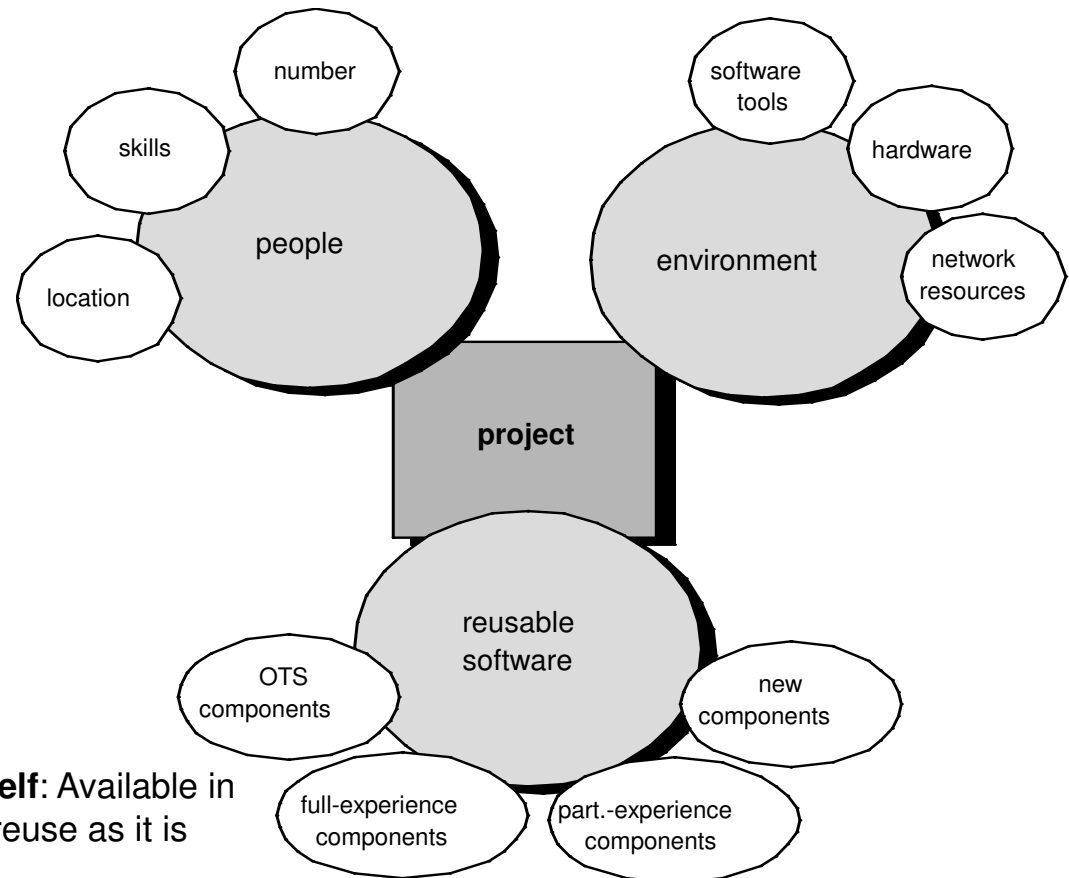 number
skills
location
people
software
tools
hardware
network
resources
environment
project
reusable
software
OTS
components
new
components
full-experience
components
part.-experience
components
elf: Available in
reuse as it is